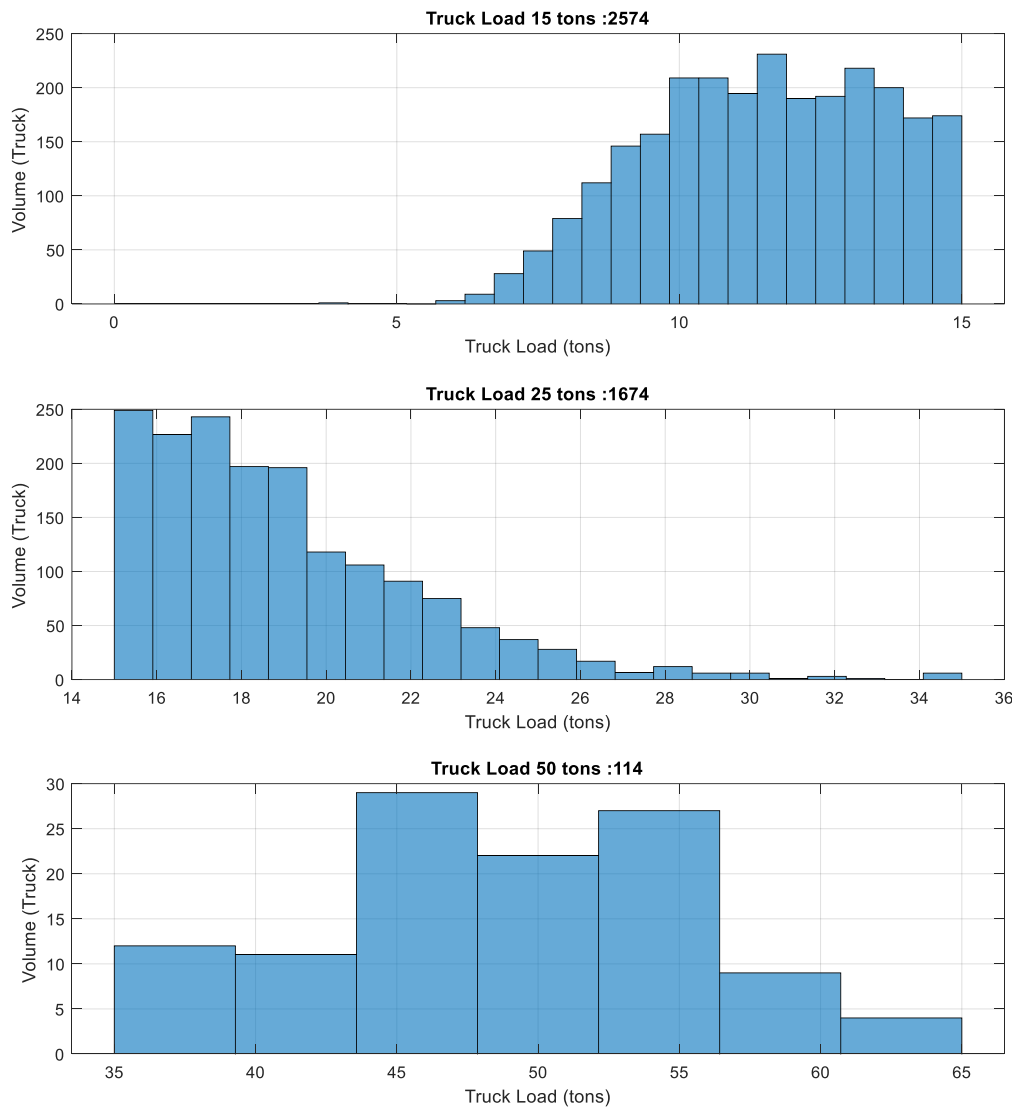 Truck Load 15 tons :2574
250
200
150
100
50
0
Volume (Truck)
0 5 10 15
Truck Load (tons)
Truck Load 25 tons :1674
250
200
150
100
50
0
Volume (Truck)
14 16 18 20 22 24 26 28 30 32 34 36
Truck Load (tons)
Truck Load 50 tons :114
30
25
20
15
10
5
0
Volume (Truck)
35 40 45 50 55 60 65
Truck Load (tons)